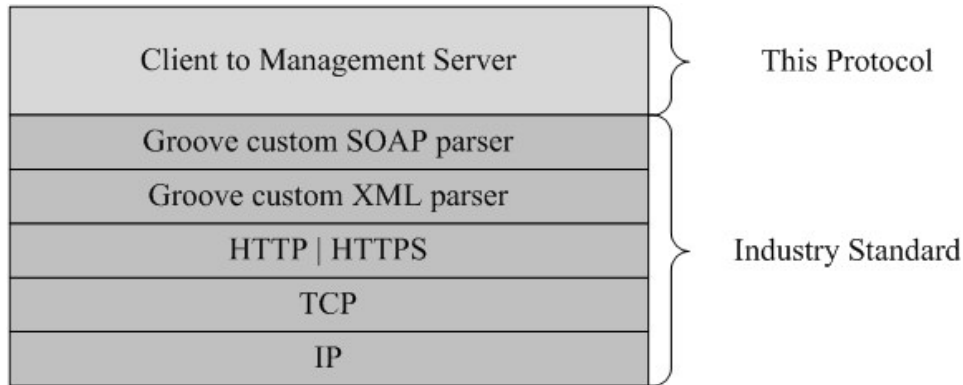 Client to Management Server
This Protocol
Groove custom SOAP parser
Groove custom XML parser
HTTP | HTTPS
Industry Standard
TCP
IP